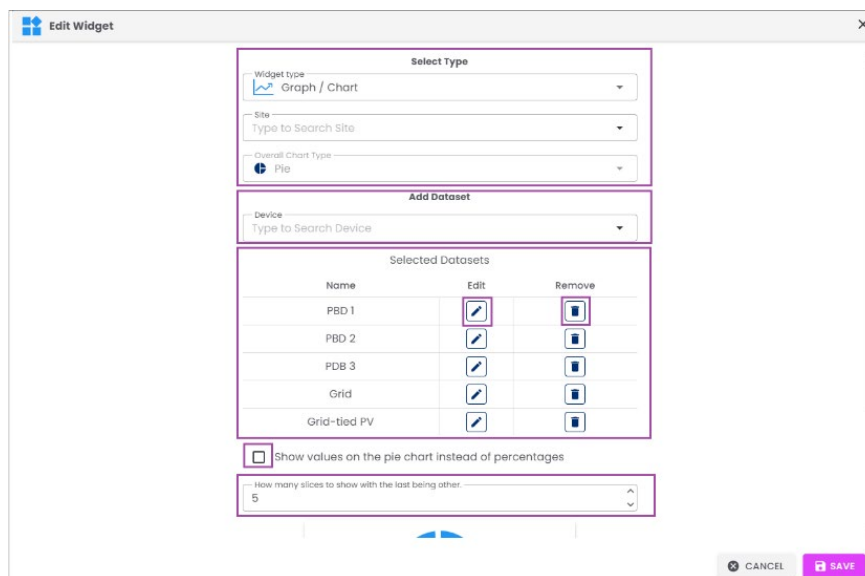 Edit Widget
Select Type
Widget type
Graph / Chart
Site
Type to Search Site
Overall Chart Type
Pie
Add Dataset
Device
Type to Search Device
Selected Datasets
Name Edit Remove
PBD 1
PBD 2
PDB 3
Grid
Grid-tied PV
Show values on the pie chart instead of percentages
How many slices to show with the last being other.
5
CANCEL SAVE